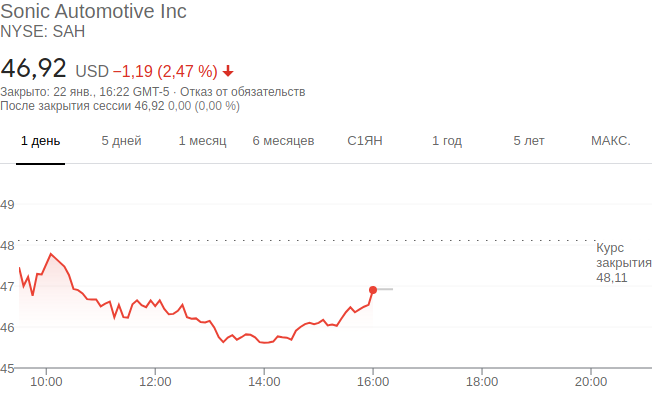 Sonic Automotive Inc
NYSE: SAH
46,92 USD −1,19 (2,47 %)
Закрыто: 22 янв., 16:22 GMT-5 · Отказ от обязательств
После закрытия сессии 46,92 0,00 (0,00 %)
1 день 5 дней 1 месяц 6 месяцев С1ЯН 1 год 5 лет МАКС.
49
48
Курс
закрытия
48,11
47
46
45
10:00 12:00 14:00 16:00 18:00 20:00